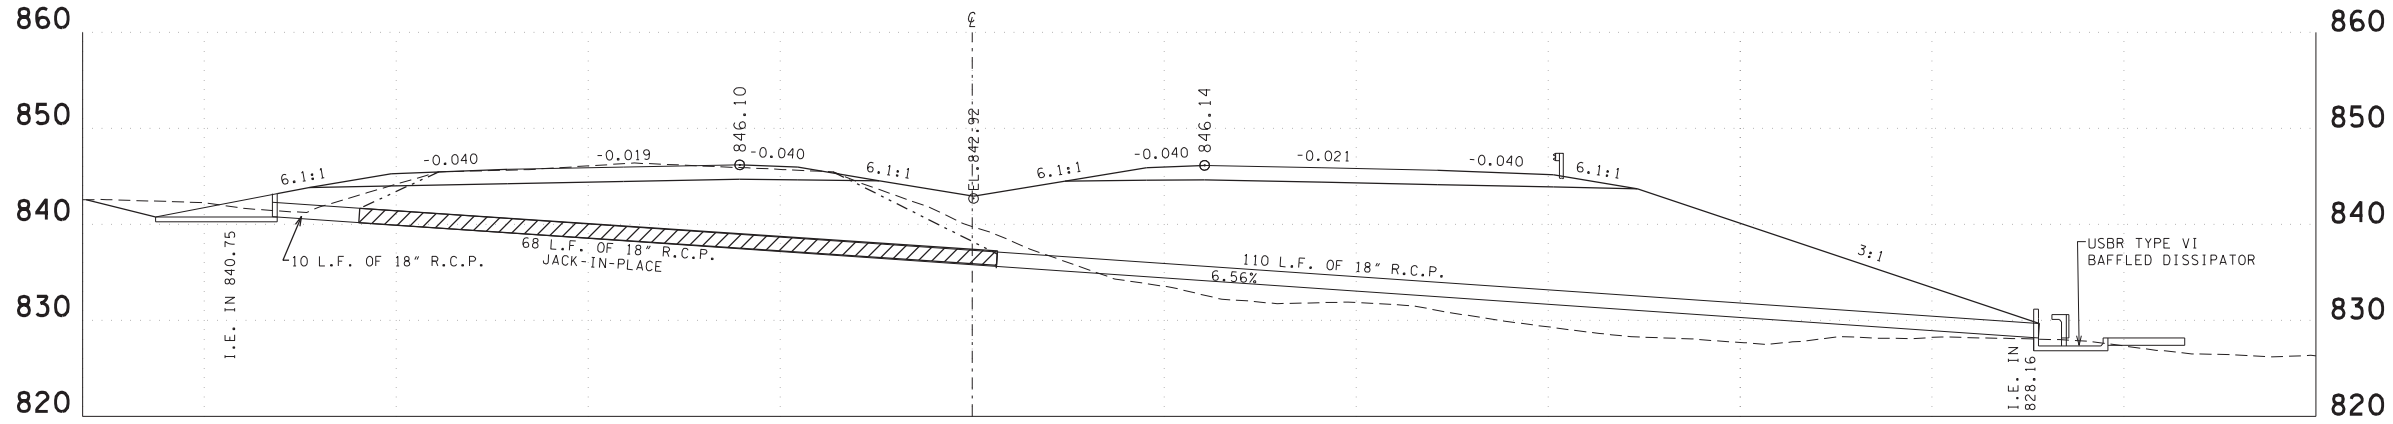 860
℄
860
850
846.10
EL.842.92
846.14
850
6.1:1
-0.040
-0.019
-0.040
6.1:1
6.1:1
-0.040
-0.021
-0.040
6.1:1
840
840
I.E. IN 840.75
10 L.F. OF 18" R.C.P.
68 L.F. OF 18" R.C.P.
JACK-IN-PLACE
110 L.F. OF 18" R.C.P.
6.56%
3:1
USBR TYPE VI
BAFFLED DISSIPATOR
830
830
I.E. IN
828.16
820
820